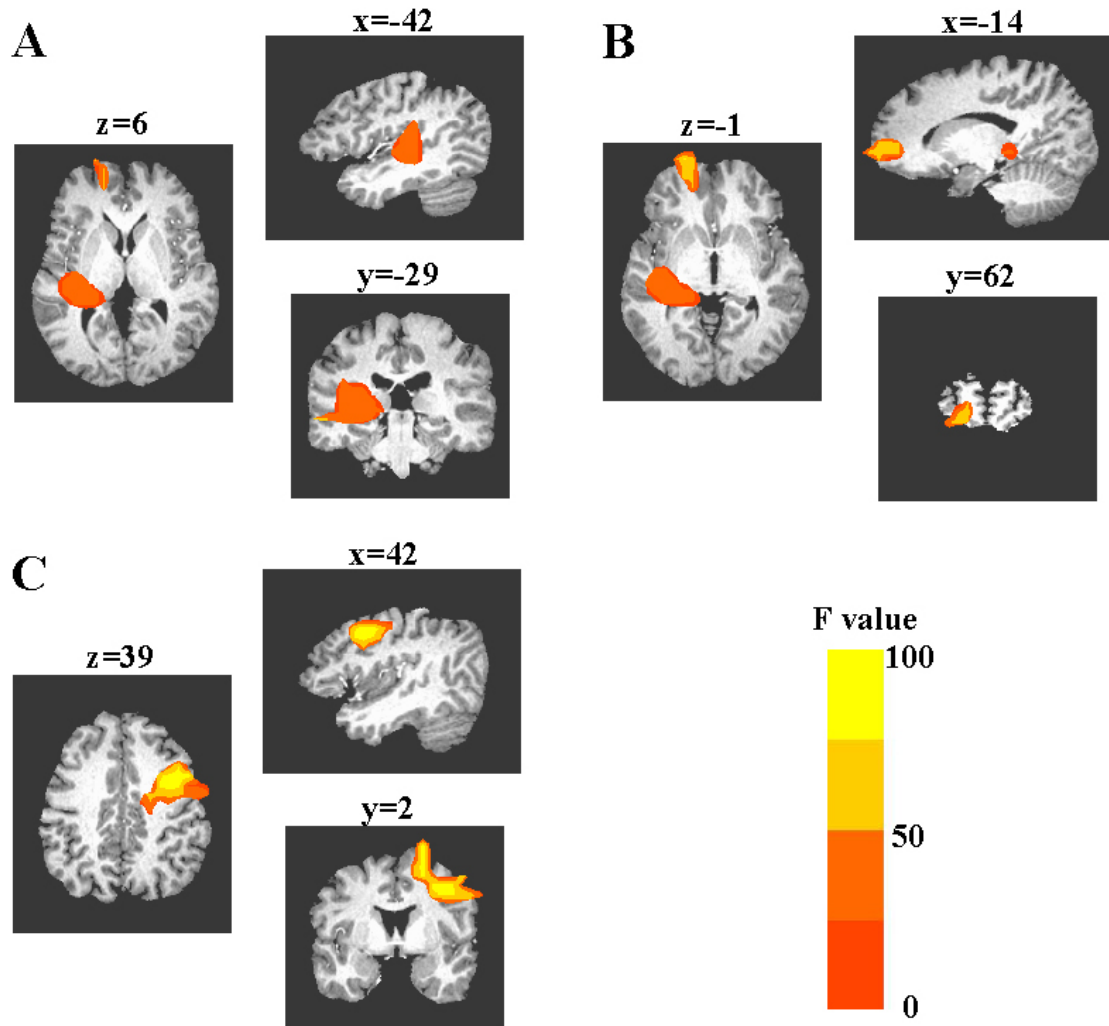 A
x=-42
z=6
y=-29
B
x=-14
z=-1
y=62
C
x=42
z=39
y=2
F value
100
50
0